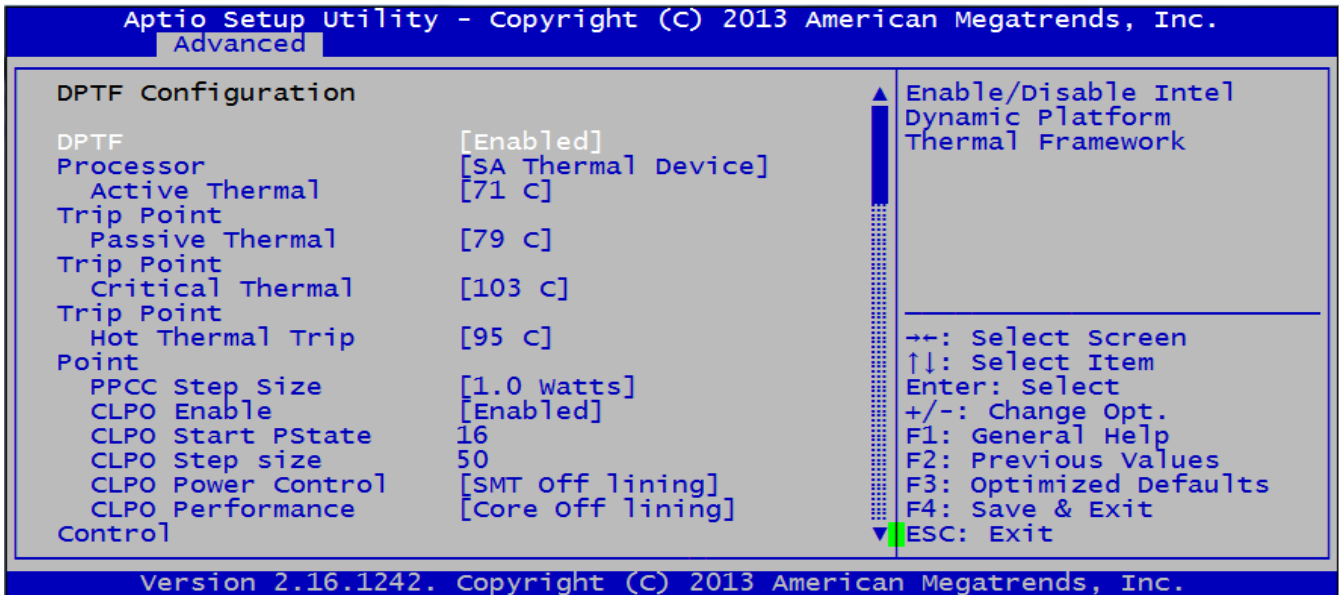 Aptio Setup Utility - Copyright (C) 2013 American Megatrends, Inc.
Advanced
DPTF Configuration
DPTF [Enabled]
Processor [SA Thermal Device]
Active Thermal [71 C]
Trip Point
Passive Thermal [79 C]
Trip Point
Critical Thermal [103 C]
Trip Point
Hot Thermal Trip [95 C]
Point
PPCC Step Size [1.0 Watts]
CLPO Enable [Enabled]
CLPO Start PState 16
CLPO Step size 50
CLPO Power Control [SMT Off lining]
CLPO Performance [Core Off lining]
Control
Enable/Disable Intel
Dynamic Platform
Thermal Framework
→←: Select Screen
↑↓: Select Item
Enter: Select
+/-: Change Opt.
F1: General Help
F2: Previous Values
F3: Optimized Defaults
F4: Save & Exit
ESC: Exit
Version 2.16.1242. Copyright (C) 2013 American Megatrends, Inc.